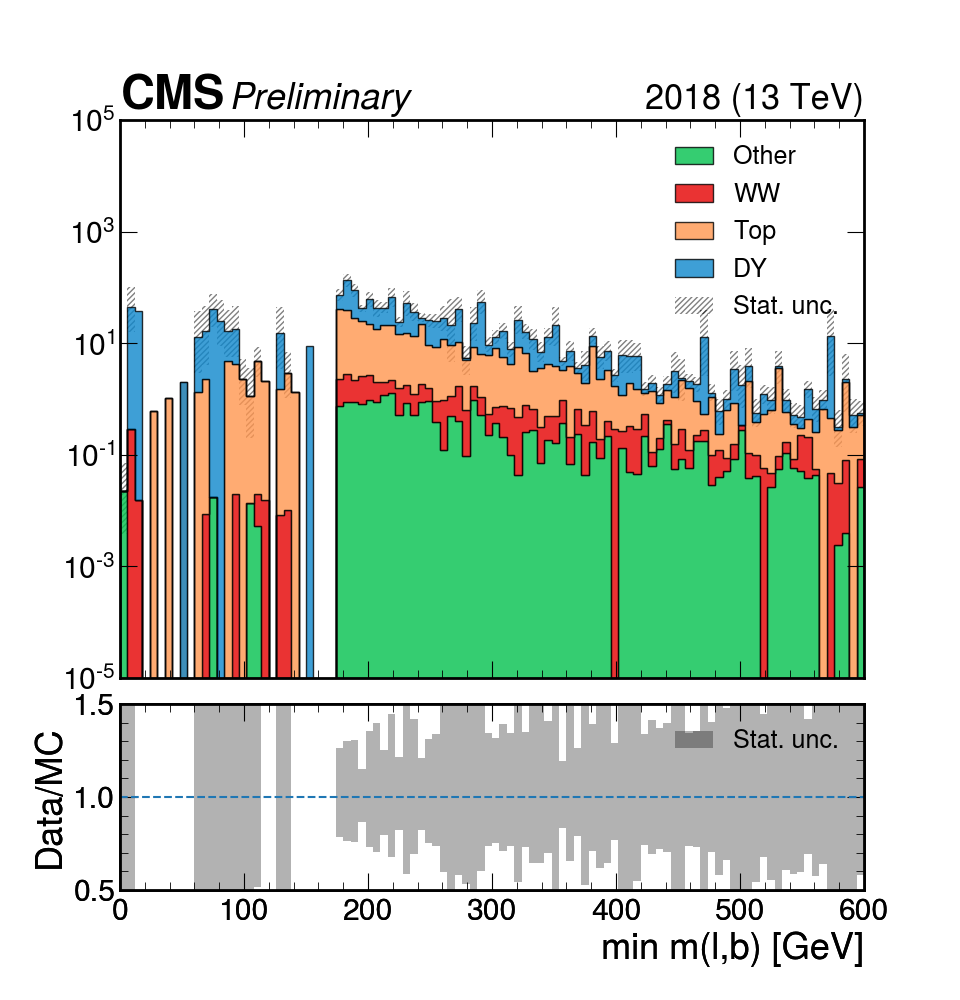 CMS Preliminary 2018 (13 TeV)
10^5
Other
WW
10^3
Top
DY
Stat. unc.
10^1
10^-1
10^-3
10^-5
1.5
Stat. unc.
Data/MC
1.0
0.5
0 100 200 300 400 500 600
min m(l,b) [GeV]